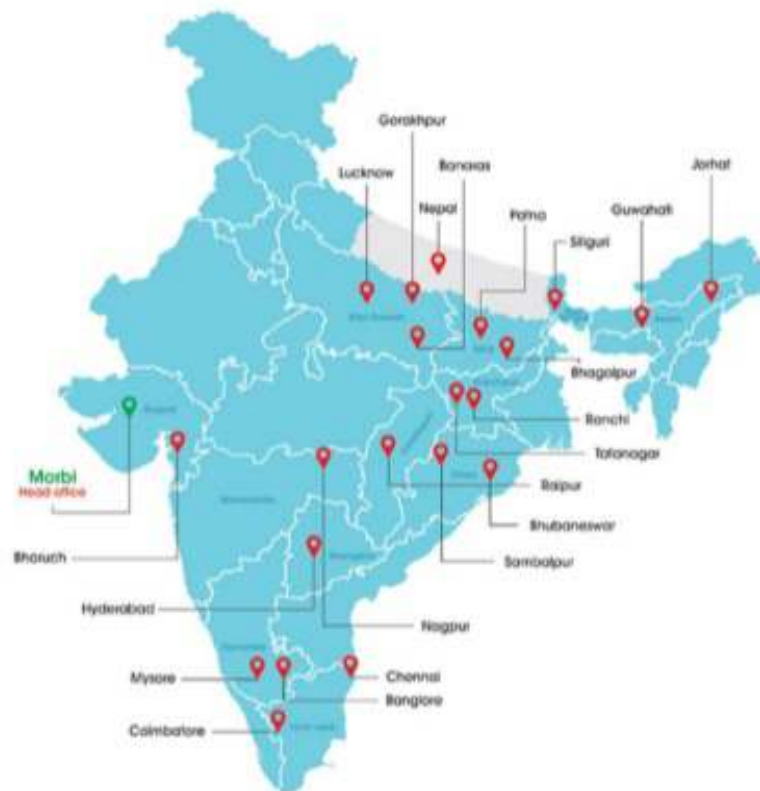 Gorakhpur
Banaras
Jorhat
Lucknow
Nepal
Patna
Guwahati
Siliguri
Bhagalpur
Ranchi
Tatanagar
Morbi
Head office
Raipur
Bhubaneswar
Bharuch
Sambalpur
Hyderabad
Nagpur
Mysore
Chennai
Banglore
Coimbatore